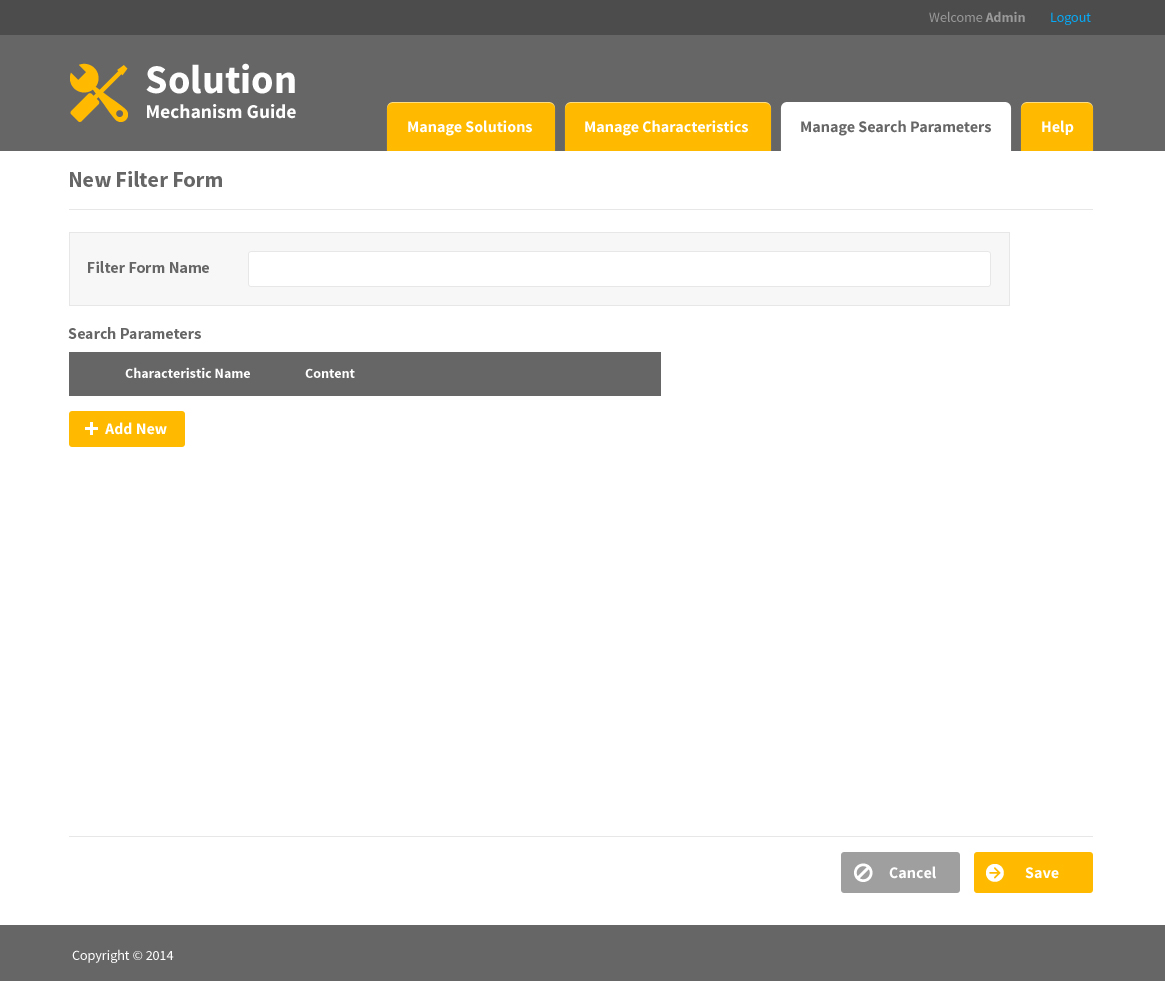 Welcome Admin Logout
Solution
Mechanism Guide
Manage Solutions Manage Characteristics Manage Search Parameters Help
New Filter Form
Filter Form Name
Search Parameters
Characteristic Name Content
Add New
Cancel Save
Copyright © 2014